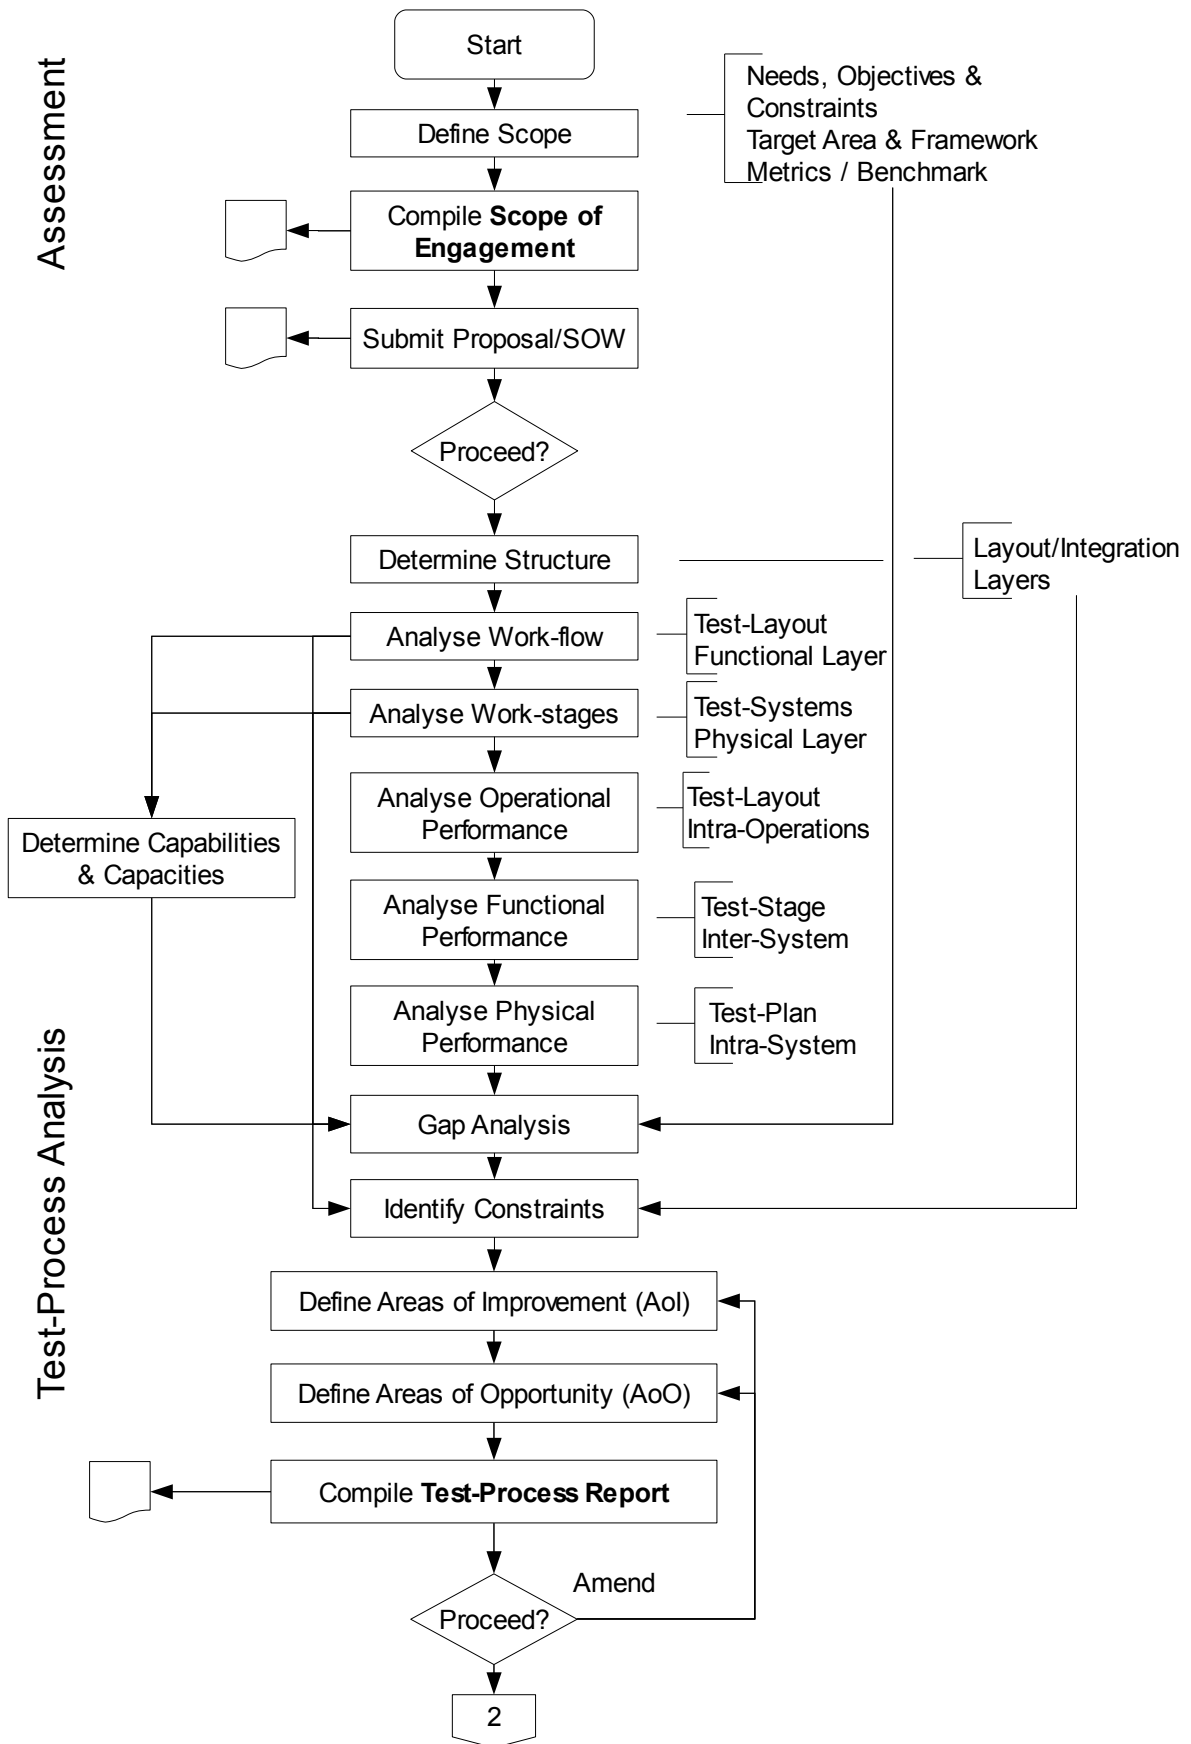 Assessment
Start
Needs, Objectives &
Constraints
Target Area & Framework
Metrics / Benchmark
Define Scope
Compile Scope of
Engagement
Submit Proposal/SOW
Proceed?
Determine Structure
Layout/Integration
Layers
Analyse Work-flow
Test-Layout
Functional Layer
Analyse Work-stages
Test-Systems
Physical Layer
Analyse Operational
Performance
Test-Layout
Intra-Operations
Determine Capabilities
& Capacities
Analyse Functional
Performance
Test-Stage
Inter-System
Analyse Physical
Performance
Test-Plan
Intra-System
Test-Process Analysis
Gap Analysis
Identify Constraints
Define Areas of Improvement (AoI)
Define Areas of Opportunity (AoO)
Compile Test-Process Report
Amend
Proceed?
2